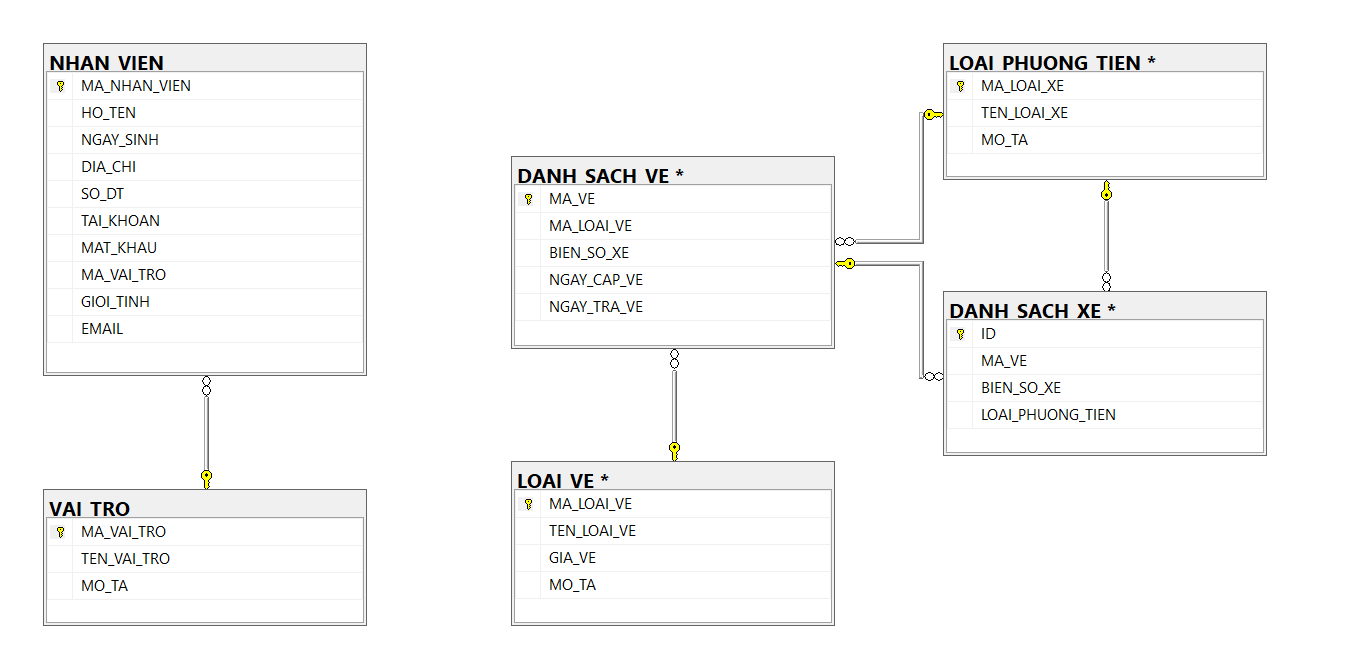 NHAN_VIEN
MA_NHAN_VIEN
HO_TEN
NGAY_SINH
DIA_CHI
SO_DT
TAI_KHOAN
MAT_KHAU
MA_VAI_TRO
GIOI_TINH
EMAIL
VAI_TRO
MA_VAI_TRO
TEN_VAI_TRO
MO_TA
DANH_SACH_VE *
MA_VE
MA_LOAI_VE
BIEN_SO_XE
NGAY_CAP_VE
NGAY_TRA_VE
LOAI_VE *
MA_LOAI_VE
TEN_LOAI_VE
GIA_VE
MO_TA
LOAI_PHUONG_TIEN *
MA_LOAI_XE
TEN_LOAI_XE
MO_TA
DANH_SACH_XE *
ID
MA_VE
BIEN_SO_XE
LOAI_PHUONG_TIEN